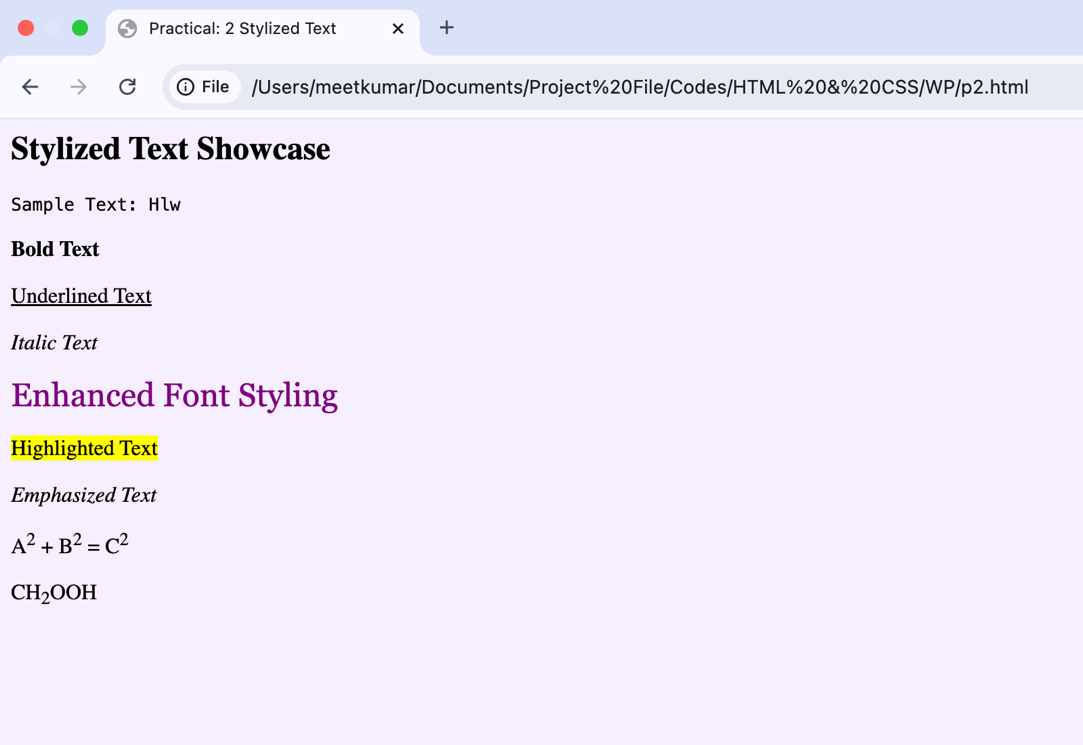 Practical: 2 Stylized Text
File /Users/meetkumar/Documents/Project%20File/Codes/HTML%20&%20CSS/WP/p2.html
Stylized Text Showcase
Sample Text: Hlw
Bold Text
Underlined Text
Italic Text
Enhanced Font Styling
Highlighted Text
Emphasized Text
A² + B² = C²
CH₂OOH